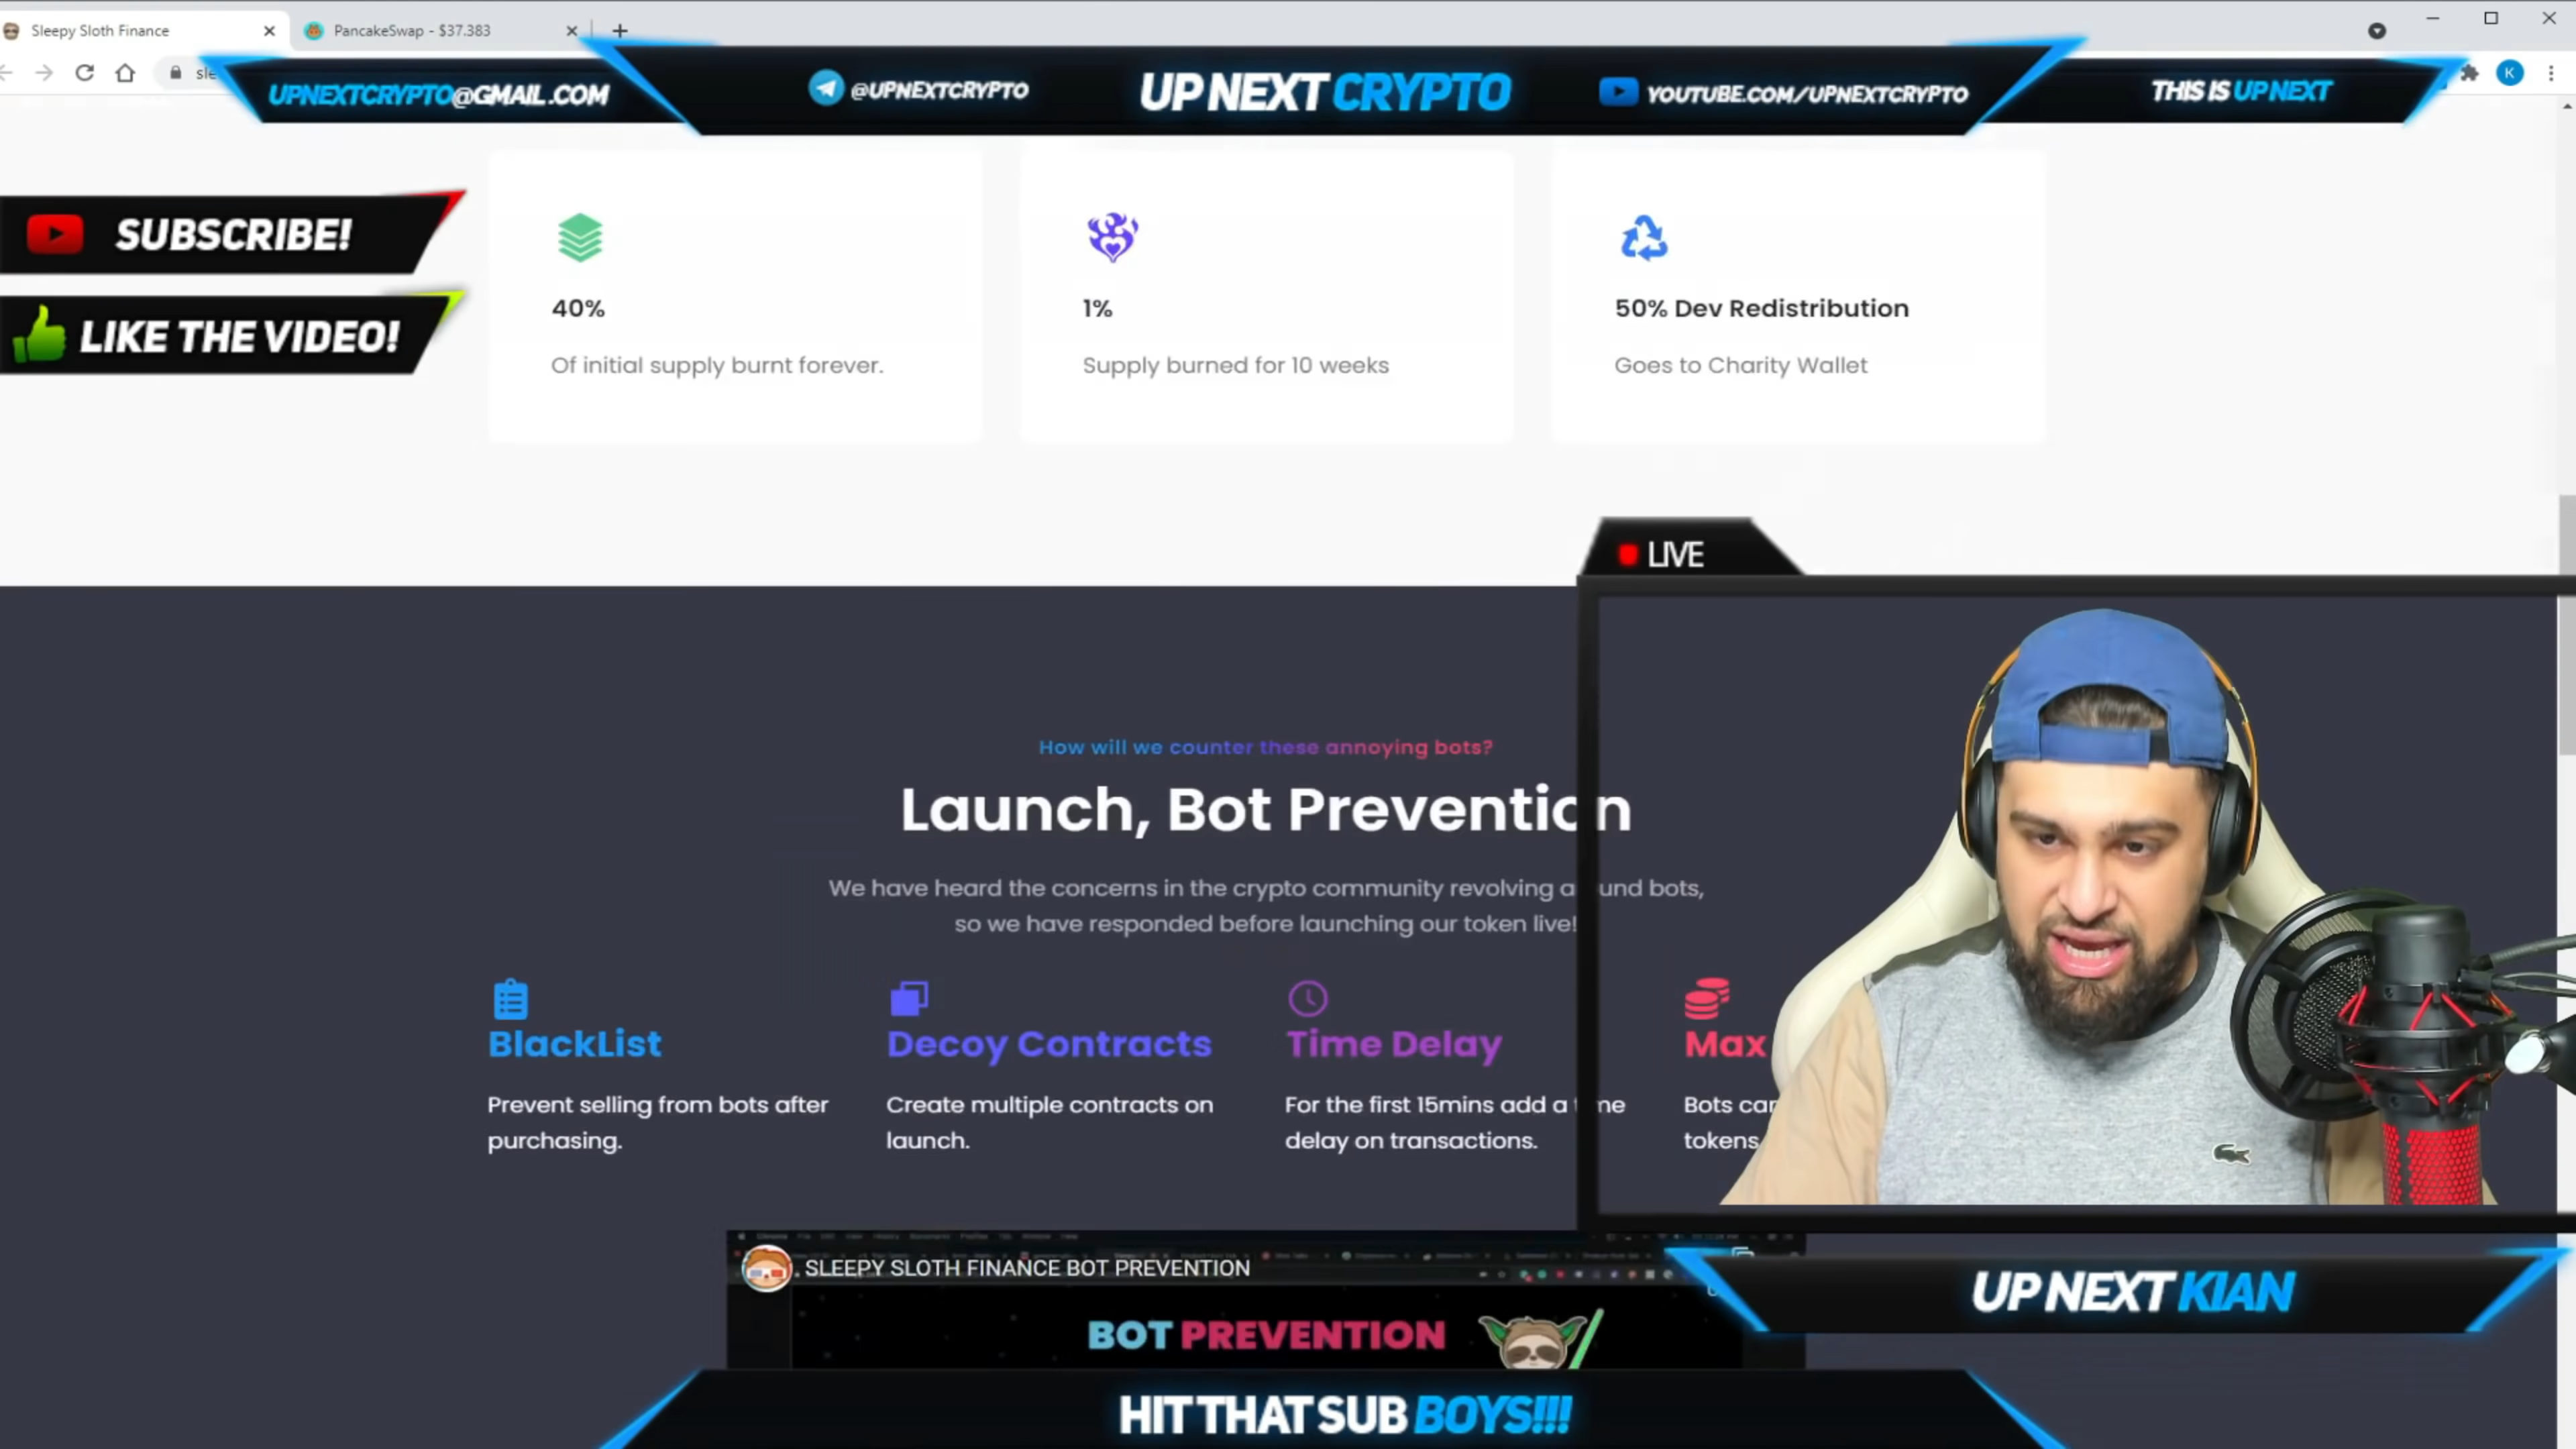 Sleepy Sloth Finance
PancakeSwap - $37.383
K
UPNEXTCRYPTO@GMAIL.COM
@UPNEXTCRYPTO
UP NEXT CRYPTO
YOUTUBE.COM/UPNEXTCRYPTO
THIS IS UP NEXT
SUBSCRIBE!
LIKE THE VIDEO!
40%
Of initial supply burnt forever.
1%
Supply burned for 10 weeks
50% Dev Redistribution
Goes to Charity Wallet
LIVE
How will we counter these annoying bots?
Launch, Bot Prevention
We have heard the concerns in the crypto community revolving around bots,
so we have responded before launching our token live!
BlackList
Prevent selling from bots after
purchasing.
Decoy Contracts
Create multiple contracts on
launch.
Time Delay
For the first 15mins add a time
delay on transactions.
Max
Bots
tokens
SLEEPY SLOTH FINANCE BOT PREVENTION
BOT PREVENTION
UP NEXT KIAN
HIT THAT SUB BOYS!!!